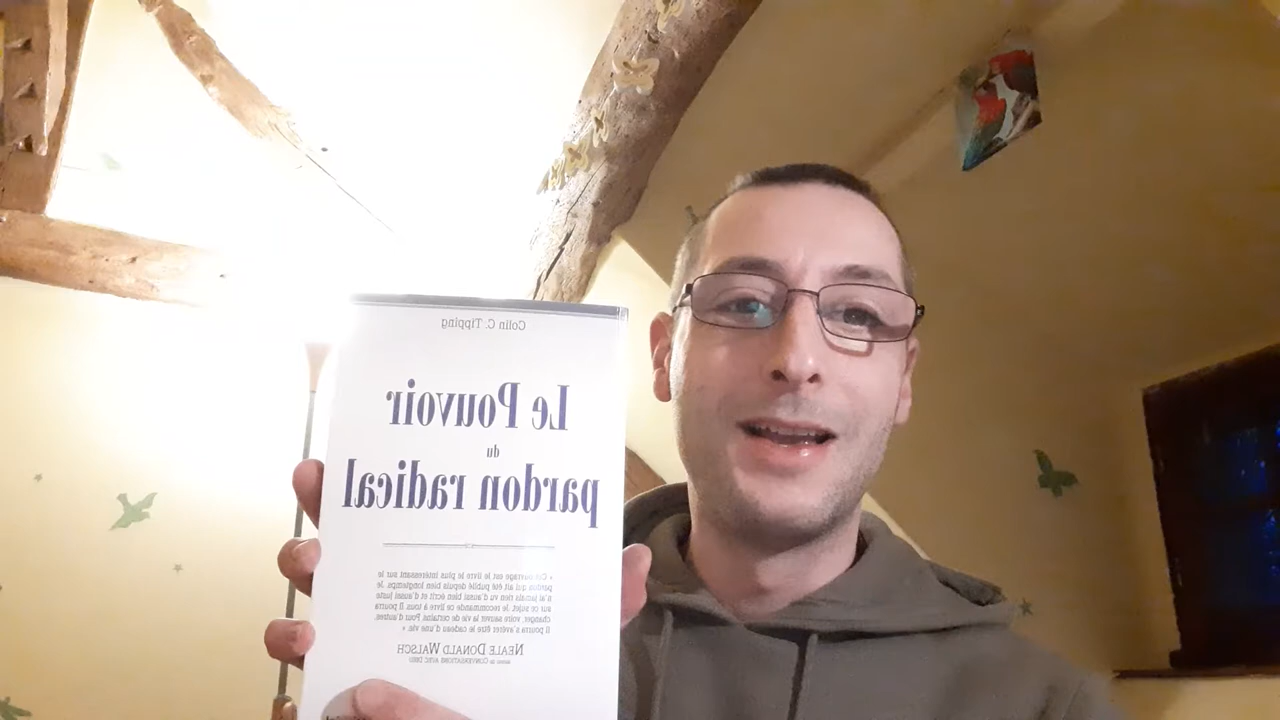 Colin C. Tipping
Le Pouvoir
du
pardon radical
« Cet ouvrage est le livre le plus intéressant sur le
pardon qui ait été publié depuis bien longtemps. Je
n'ai jamais rien vu d'aussi bien écrit et d'aussi juste
sur ce sujet. Je recommande ce livre à tous. Il pourra
changer, voire sauver la vie de certains. Pour d'autres,
il pourra s'avérer être le cadeau d'une vie. »
NEALE DONALD WALSCH
CONVERSATIONS AVEC DIEU